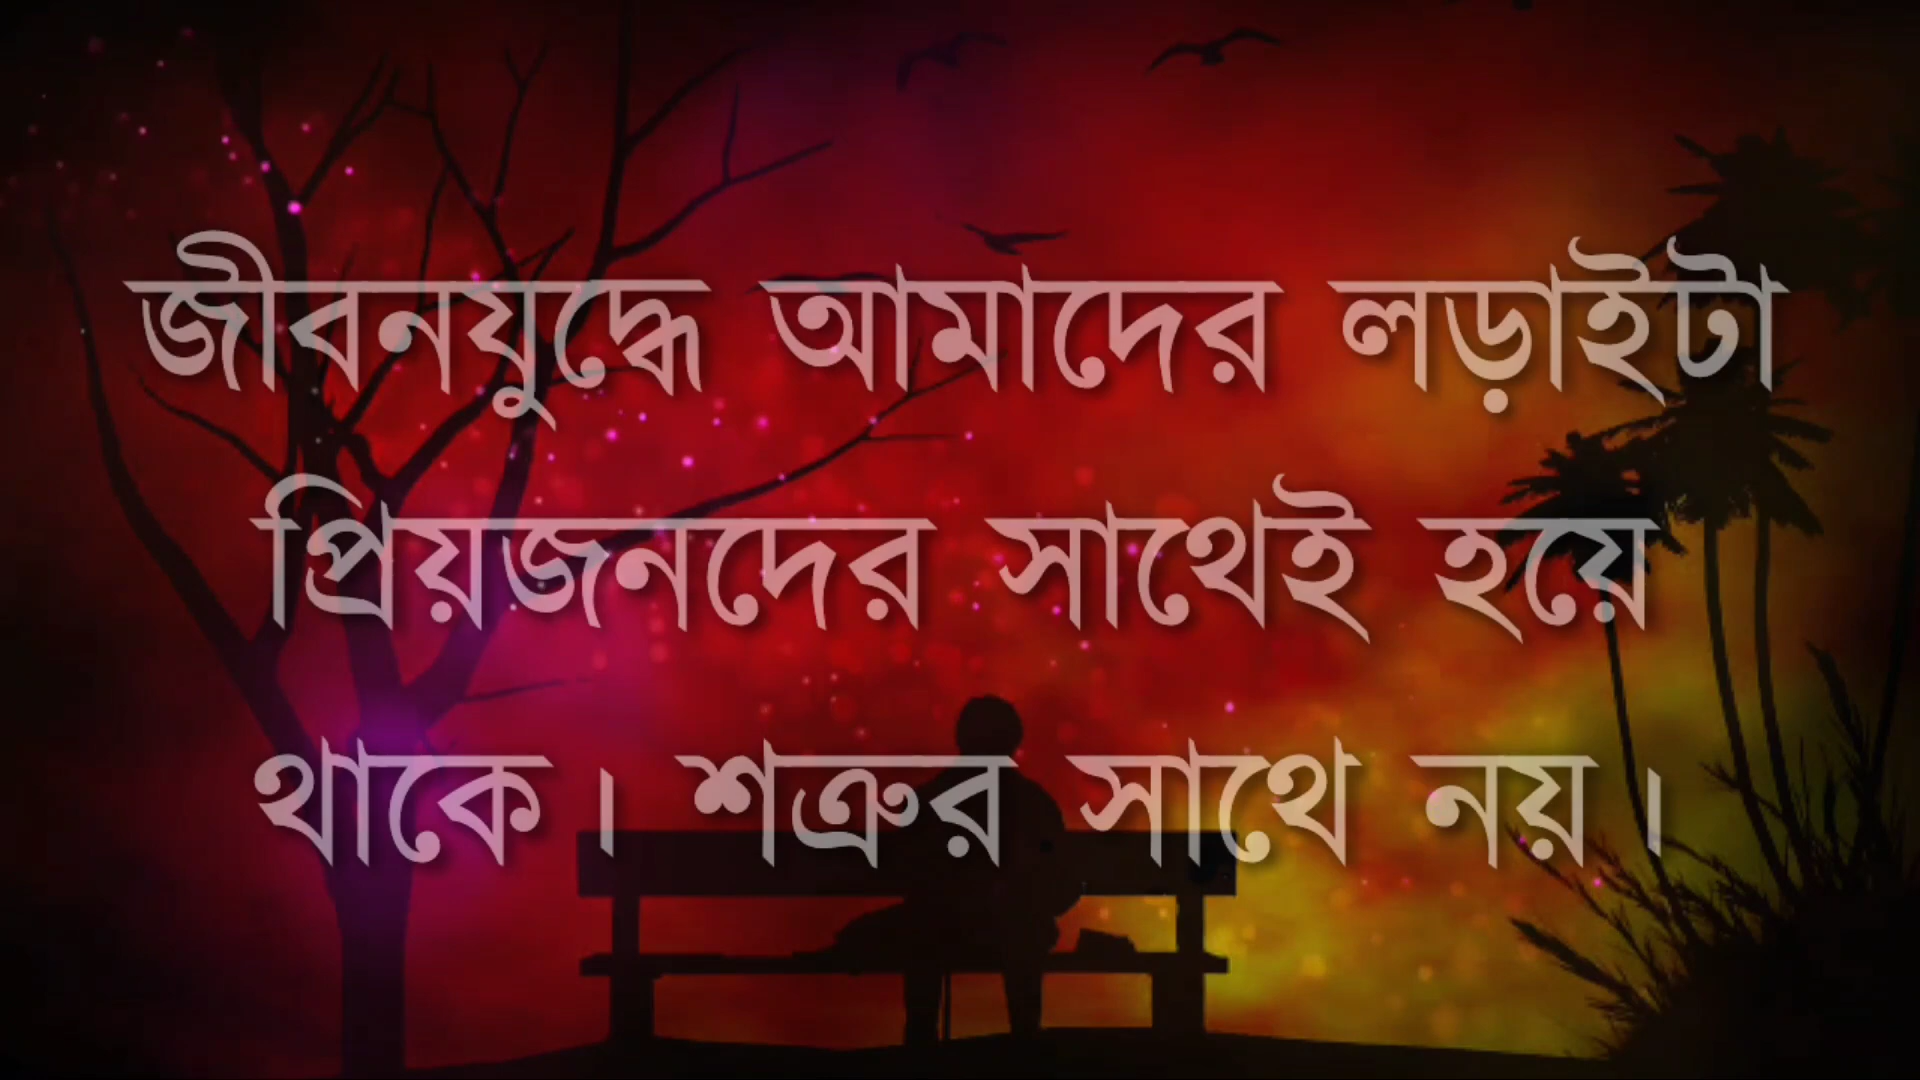 জীবনযুদ্ধে আমাদের লড়াইটা
প্রিয়জনদের সাথেই হয়ে
থাকে। শত্রুর সাথে নয়।